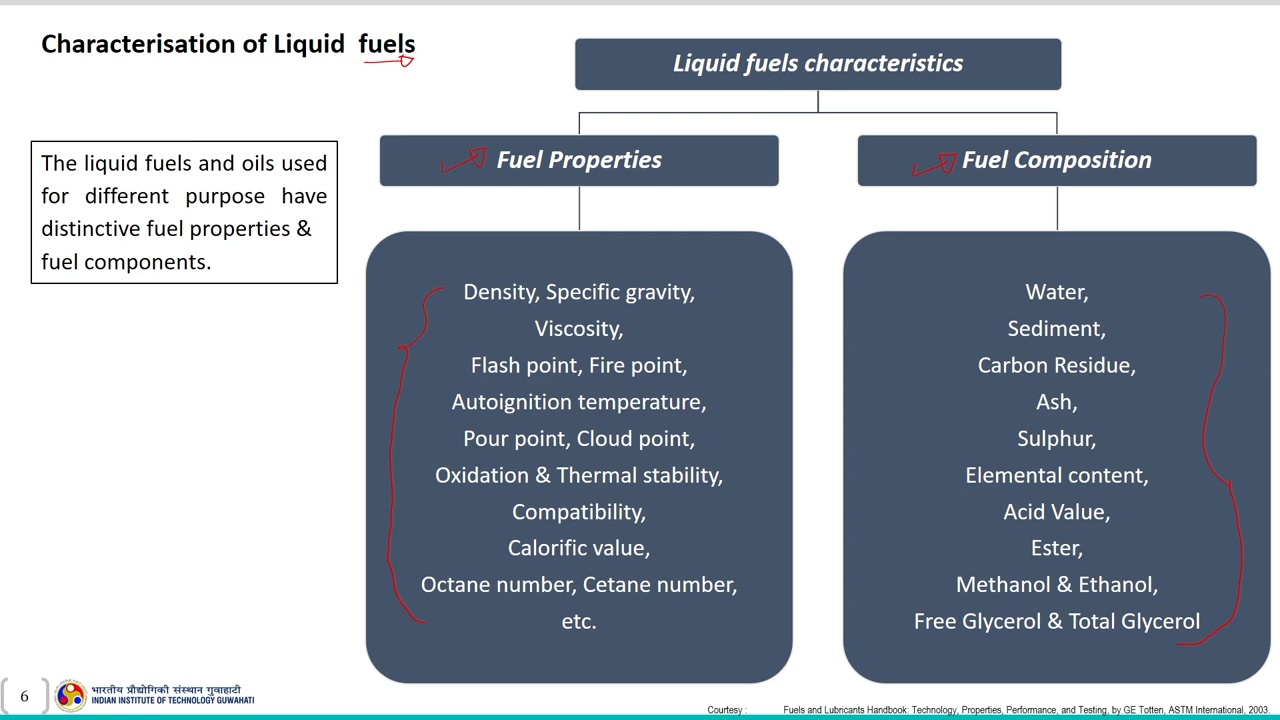 Characterisation of Liquid fuels
The liquid fuels and oils used
for different purpose have
distinctive fuel properties &
fuel components.
Liquid fuels characteristics
Fuel Properties
Density, Specific gravity,
Viscosity,
Flash point, Fire point,
Autoignition temperature,
Pour point, Cloud point,
Oxidation & Thermal stability,
Compatibility,
Calorific value,
Octane number, Cetane number,
etc.
Fuel Composition
Water,
Sediment,
Carbon Residue,
Ash,
Sulphur,
Elemental content,
Acid Value,
Ester,
Methanol & Ethanol,
Free Glycerol & Total Glycerol
6
भारतीय प्रौद्योगिकी संस्थान गुवाहाटी
INDIAN INSTITUTE OF TECHNOLOGY GUWAHATI
Courtesy : Fuels and Lubricants Handbook: Technology, Properties, Performance, and Testing, by GE Totten, ASTM International, 2003.